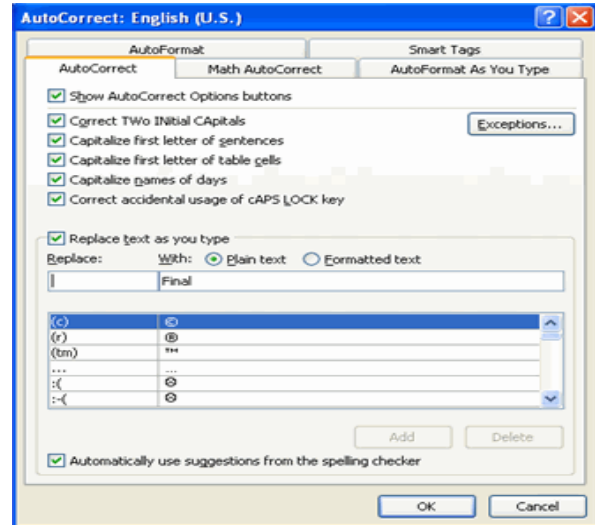 AutoCorrect: English (U.S.)
AutoFormat Smart Tags
AutoCorrect Math AutoCorrect AutoFormat As You Type
Show AutoCorrect Options buttons
Correct TWo INitial CApitals Exceptions...
Capitalize first letter of sentences
Capitalize first letter of table cells
Capitalize names of days
Correct accidental usage of cAPS LOCK key
Replace text as you type
Replace: With: Plain text Formatted text
Final
(c) ©
(r) ®
(tm) ™
... ...
:( ☹
:-( ☹
Add Delete
Automatically use suggestions from the spelling checker
OK Cancel